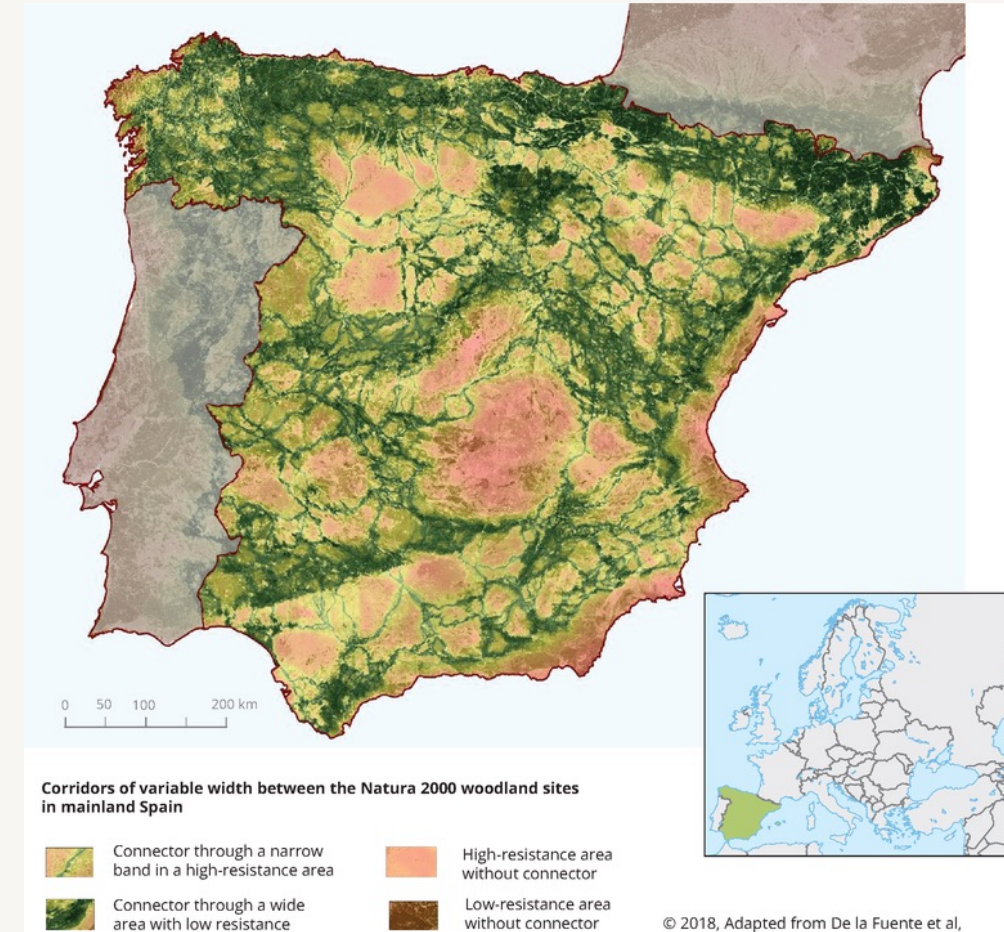 0 50 100 200 km
Corridors of variable width between the Natura 2000 woodland sites
in mainland Spain
Connector through a narrow
band in a high-resistance area
High-resistance area
without connector
Connector through a wide
area with low resistance
Low-resistance area
without connector
© 2018, Adapted from De la Fuente et al,